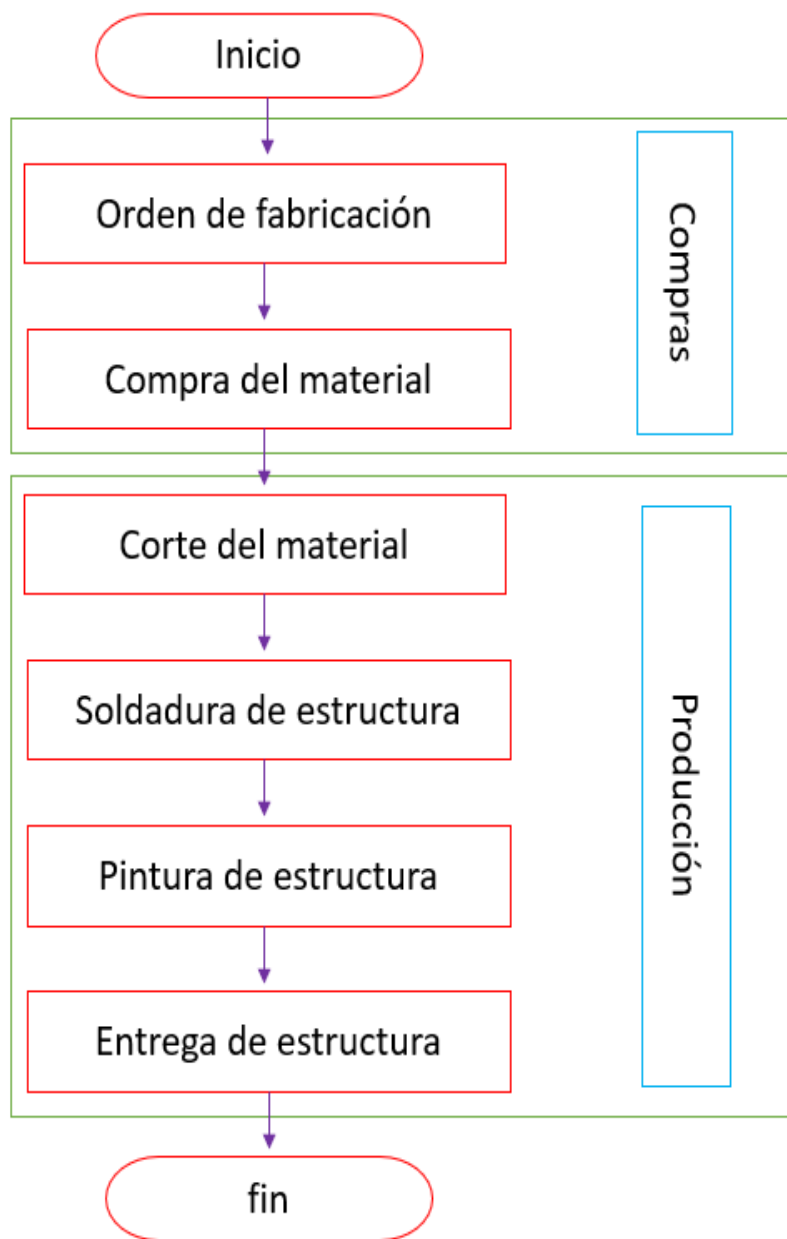 Inicio
Orden de fabricación
Compra del material
Compras
Corte del material
Soldadura de estructura
Pintura de estructura
Entrega de estructura
Producción
fin